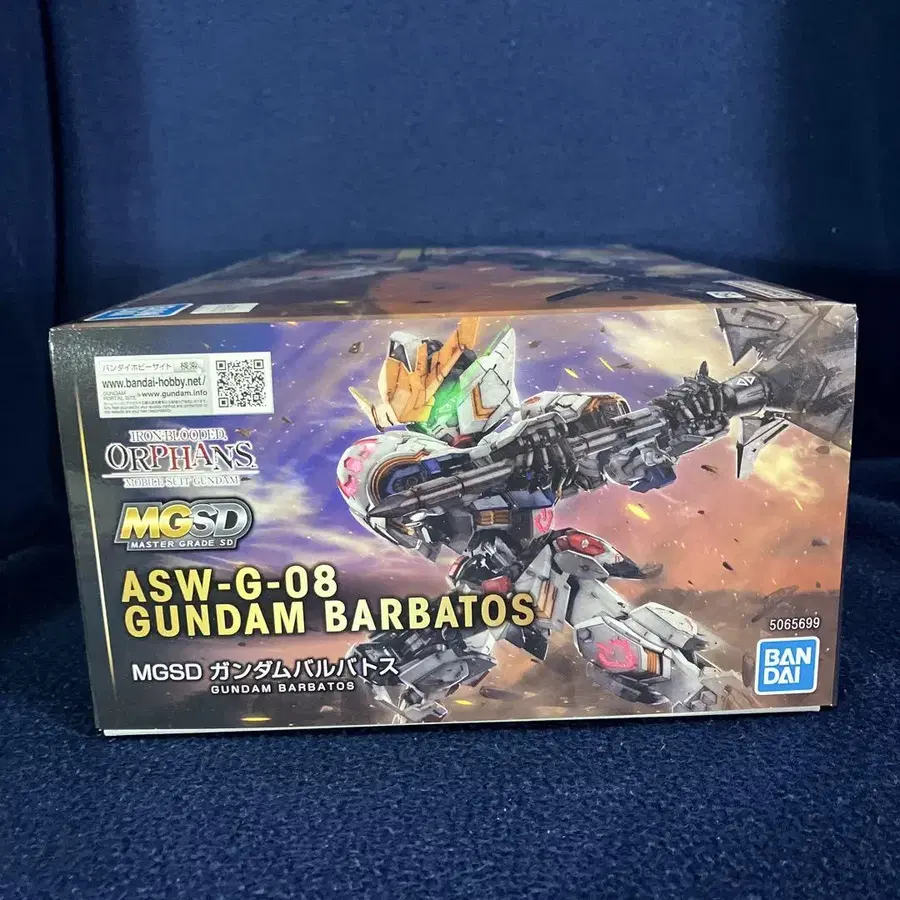 バンダイホビーサイト 検索
www.bandai-hobby.net/
GUNDAM
PORTAL SITE www.gundam.info
IRON-BLOODED
ORPHANS
MOBILE SUIT GUNDAM
MGSD
MASTER GRADE SD
ASW-G-08
GUNDAM BARBATOS
MGSD ガンダムバルバトス
GUNDAM BARBATOS
5065699
BAN
DAI